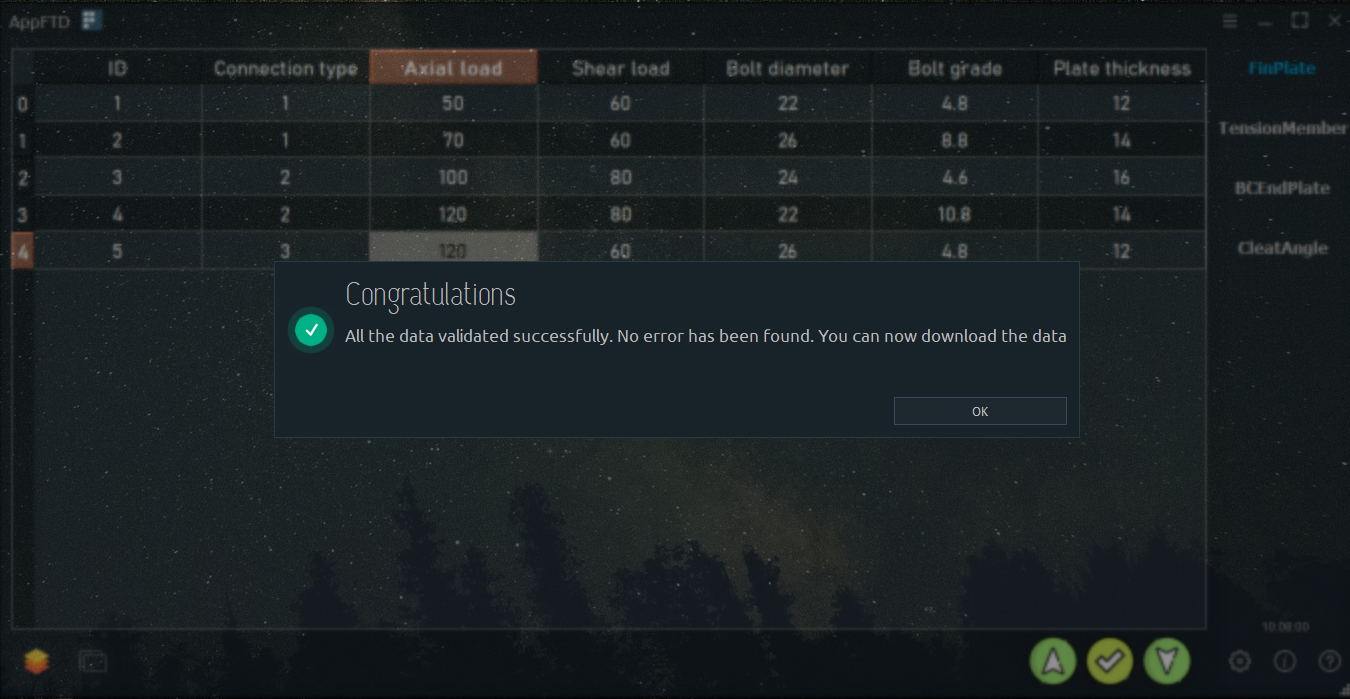 AppFTD
ID Connection type Axial load Shear load Bolt diameter Bolt grade Plate thickness
FinPlate
0 1 1 50 60 22 4.8 12
TensionMember
1 2 1 70 60 26 8.8 14
2 3 2 100 80 24 4.6 16
BCEndPlate
3 4 2 120 80 22 10.8 14
4 5 3 120 60 26 4.8 12
CleatAngle
Congratulations
All the data validated successfully. No error has been found. You can now download the data
OK
10:08:00